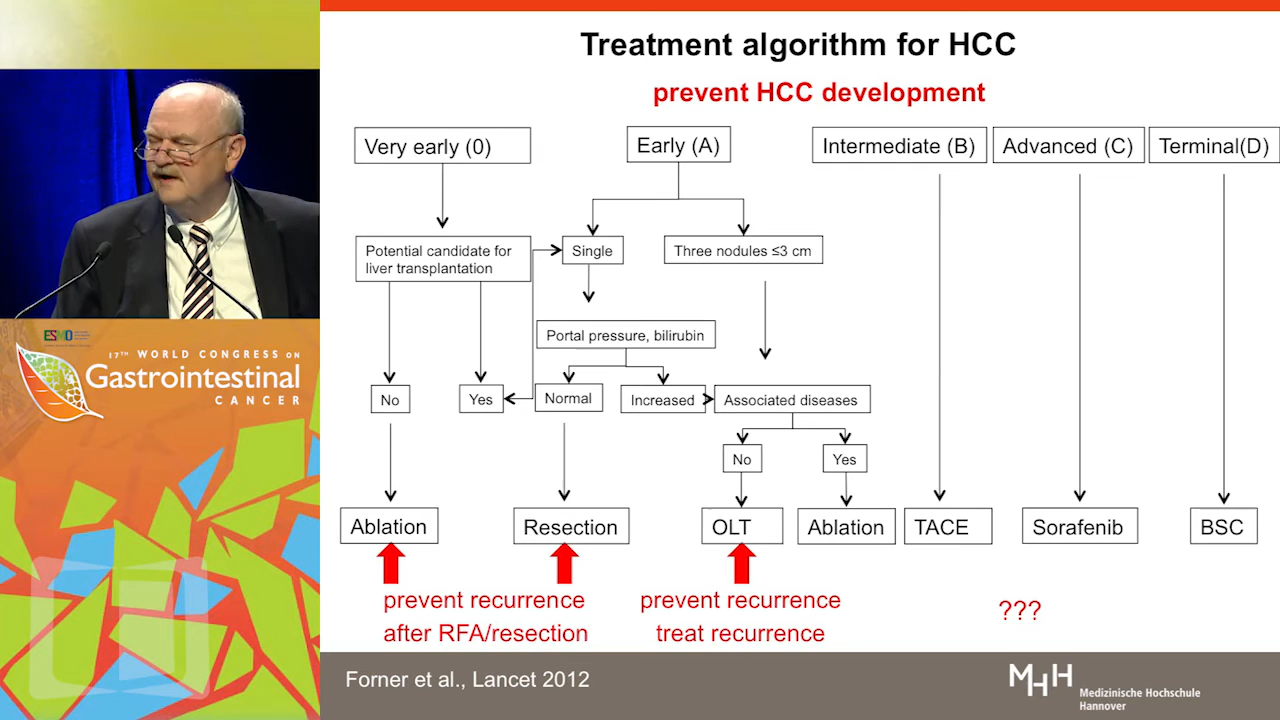 Treatment algorithm for HCC
prevent HCC development
Very early (0)
Early (A)
Intermediate (B)
Advanced (C)
Terminal(D)
Potential candidate for
liver transplantation
Single
Three nodules ≤3 cm
Portal pressure, bilirubin
No
Yes
Normal
Increased
Associated diseases
No
Yes
Ablation
Resection
OLT
Ablation
TACE
Sorafenib
BSC
prevent recurrence
after RFA/resection
prevent recurrence
treat recurrence
???
Forner et al., Lancet 2012
MHH
Medizinische Hochschule
Hannover
ESMO
17TH WORLD CONGRESS ON
Gastrointestinal
CANCER